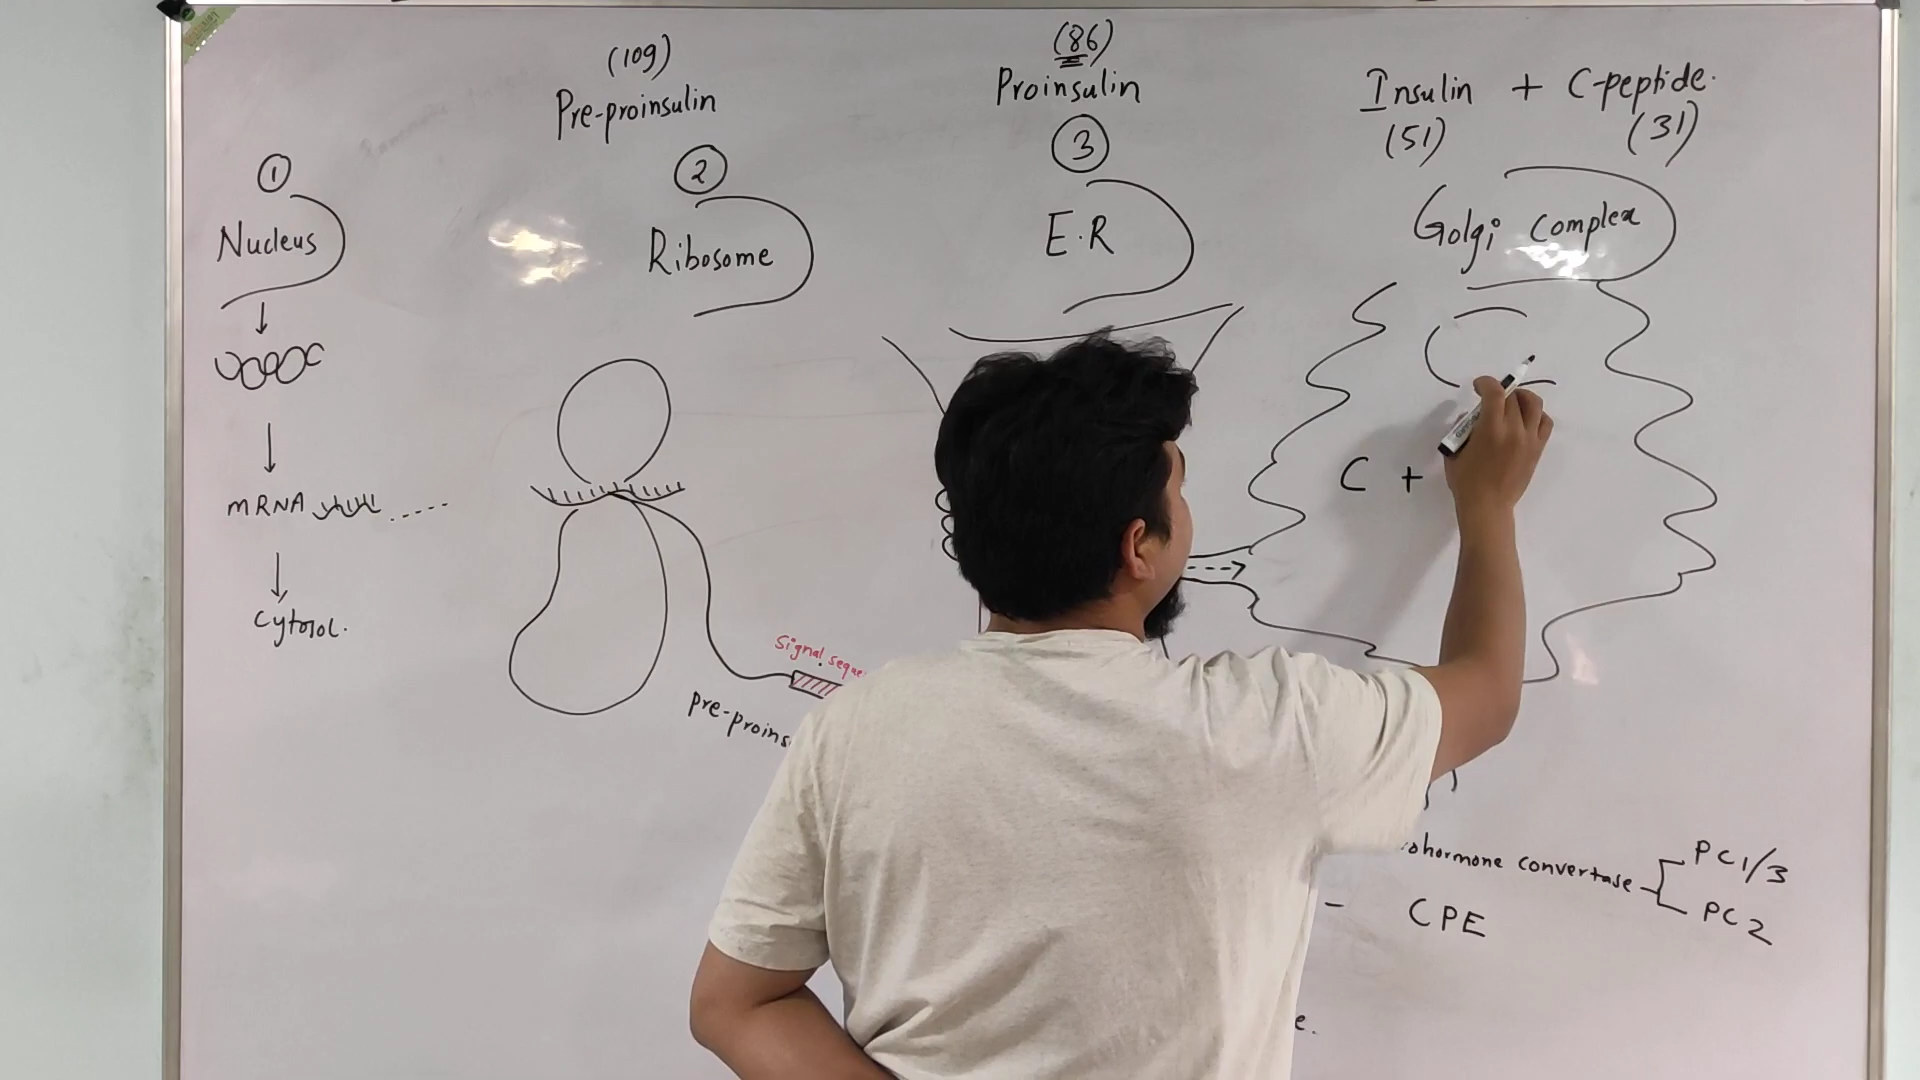 (109)
Pre-proinsulin
(86)
Proinsulin
Insulin + C-peptide.
(51) (31)
1
Nucleus
mRNA
Cytosol.
2
Ribosome
Signal seque
pre-proins
3
E.R
Golgi Complex
C +
ohormone convertase
PC1/3
PC2
- CPE
e.